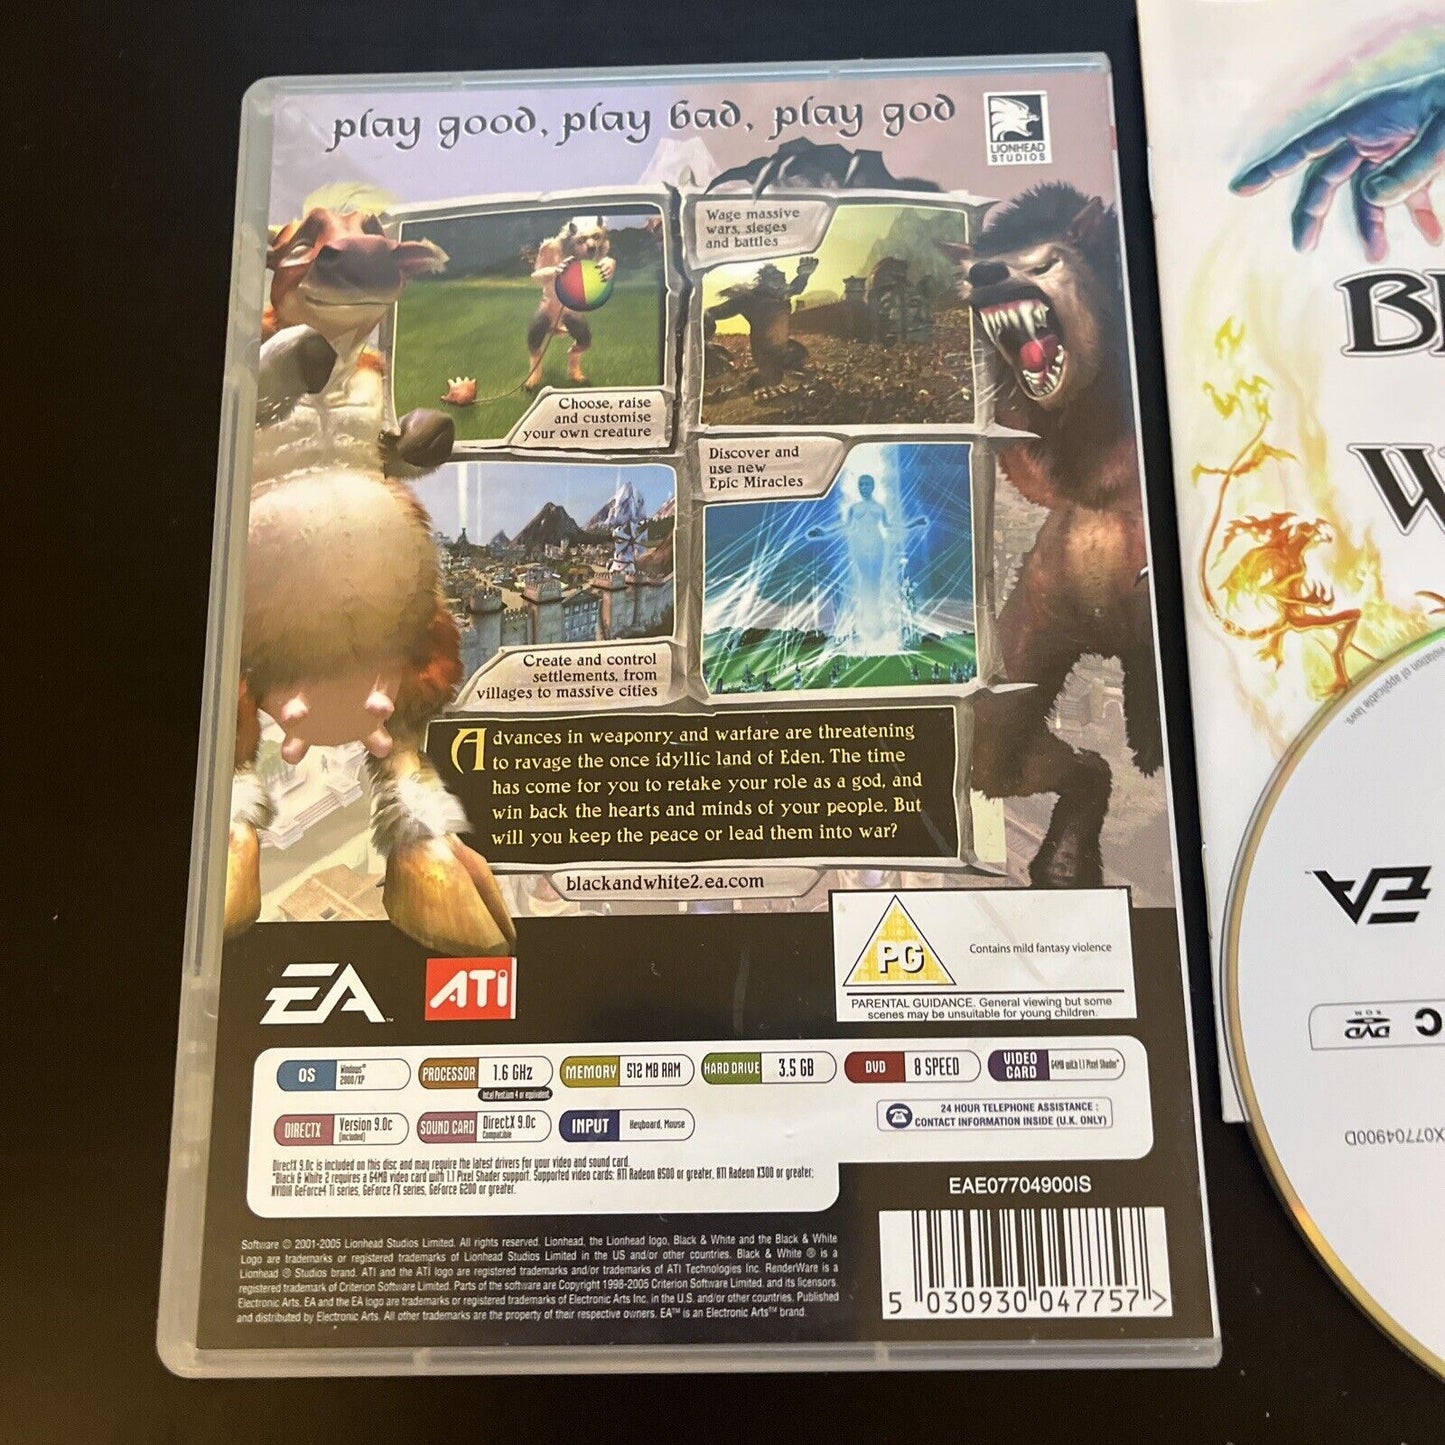 play good, play bad, play god
LIONHEAD
STUDIOS
Wage massive
wars, sieges
and battles
Choose, raise
and customise
your own creature
Discover and
use new
Epic Miracles
Create and control
settlements, from
villages to massive cities
Advances in weaponry and warfare are threatening
to ravage the once idyllic land of Eden. The time
has come for you to retake your role as a god, and
win back the hearts and minds of your people. But
will you keep the peace or lead them into war?
blackandwhite2.ea.com
PG
Contains mild fantasy violence
PARENTAL GUIDANCE. General viewing but some
scenes may be unsuitable for young children.
EA™
ATI
OS Windows® 2000/XP
PROCESSOR 1.6 GHz
Intel Pentium 4 or equivalent
MEMORY 512 MB RAM
HARD DRIVE 3.5 GB
DVD 8 SPEED
VIDEO CARD 64MB with 1.1 Pixel Shader*
DIRECTX Version 9.0c (included)
SOUND CARD DirectX 9.0c Compatible
INPUT Keyboard, Mouse
24 HOUR TELEPHONE ASSISTANCE :
CONTACT INFORMATION INSIDE (U.K. ONLY)
DirectX 9.0c is included on this disc and may require the latest drivers for your video and sound card.
*Black & White 2 requires a 64MB video card with 1.1 Pixel Shader support. Supported video cards: ATI Radeon 8500 or greater, ATI Radeon X300 or greater;
NVIDIA GeForce4 Ti series, GeForce FX series, GeForce 6200 or greater.
EAE07704900IS
Software © 2001-2005 Lionhead Studios Limited. All rights reserved. Lionhead, the Lionhead logo, Black & White and the Black & White
Logo are trademarks or registered trademarks of Lionhead Studios Limited in the US and/or other countries. Black & White ® is a
Lionhead ® Studios brand. ATI and the ATI logo are registered trademarks and/or trademarks of ATI Technologies Inc. RenderWare is a
registered trademark of Criterion Software Limited. Parts of the software are Copyright 1998-2005 Criterion Software Limited. and its licensors.
Electronic Arts, EA and the EA logo are trademarks or registered trademarks of Electronic Arts Inc. in the U.S. and/or other countries. Published
and distributed by Electronic Arts. All other trademarks are the property of their respective owners. EA™ is an Electronic Arts™ brand.
5 030930 047757 >
BL
W
violation of applicable laws.
EA
DVD
ROM
C
X07704900D